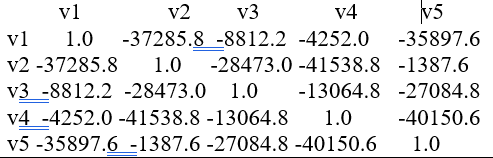 v1 v2 v3 v4 v5
v1 1.0 -37285.8 -8812.2 -4252.0 -35897.6
v2 -37285.8 1.0 -28473.0 -41538.8 -1387.6
v3 -8812.2 -28473.0 1.0 -13064.8 -27084.8
v4 -4252.0 -41538.8 -13064.8 1.0 -40150.6
v5 -35897.6 -1387.6 -27084.8 -40150.6 1.0